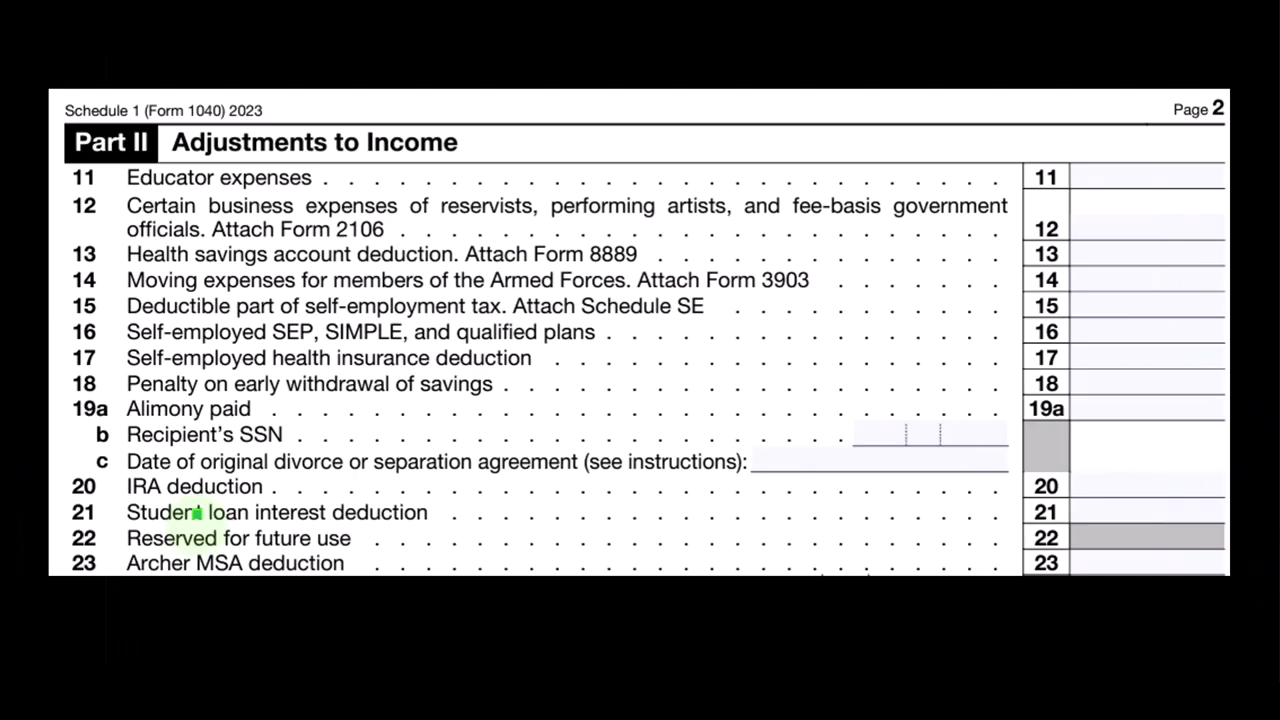 Schedule 1 (Form 1040) 2023 Page 2
Part II Adjustments to Income
11 Educator expenses . . . . . . . . . . . . . . . . . . . . . . . . . . . 11
12 Certain business expenses of reservists, performing artists, and fee-basis government
officials. Attach Form 2106 . . . . . . . . . . . . . . . . . . . . . . . . 12
13 Health savings account deduction. Attach Form 8889 . . . . . . . . . . . . . . 13
14 Moving expenses for members of the Armed Forces. Attach Form 3903 . . . . . . . 14
15 Deductible part of self-employment tax. Attach Schedule SE . . . . . . . . . . . 15
16 Self-employed SEP, SIMPLE, and qualified plans . . . . . . . . . . . . . . . . 16
17 Self-employed health insurance deduction . . . . . . . . . . . . . . . . . . 17
18 Penalty on early withdrawal of savings . . . . . . . . . . . . . . . . . . . . 18
19a Alimony paid . . . . . . . . . . . . . . . . . . . . . . . . . . . . . 19a
b Recipient's SSN . . . . . . . . . . . . . . . . . . . . . .
c Date of original divorce or separation agreement (see instructions):
20 IRA deduction . . . . . . . . . . . . . . . . . . . . . . . . . . . . . 20
21 Student loan interest deduction . . . . . . . . . . . . . . . . . . . . . . 21
22 Reserved for future use . . . . . . . . . . . . . . . . . . . . . . . . . 22
23 Archer MSA deduction . . . . . . . . . . . . . . . . . . . . . . . . . 23